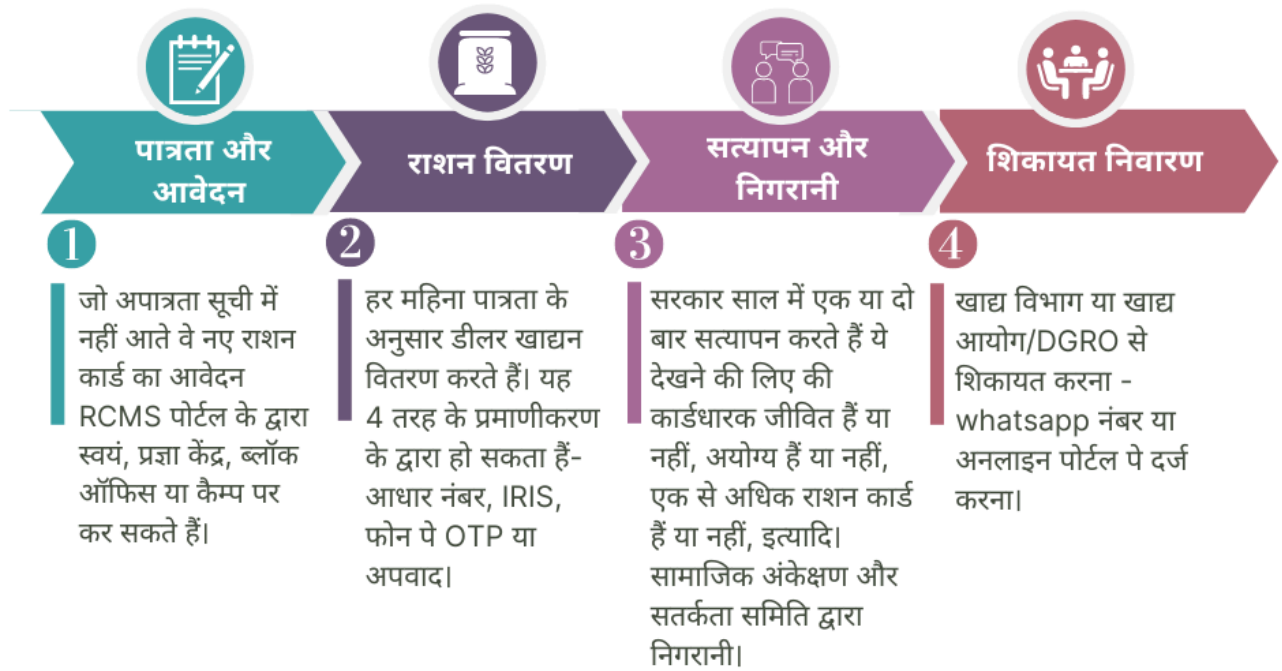 पात्रता और
आवेदन
राशन वितरण
सत्यापन और
निगरानी
शिकायत निवारण
1
जो अपात्रता सूची में
नहीं आते वे नए राशन
कार्ड का आवेदन
RCMS पोर्टल के द्वारा
स्वयं, प्रज्ञा केंद्र, ब्लॉक
ऑफिस या कैम्प पर
कर सकते हैं।
2
हर महिना पात्रता के
अनुसार डीलर खाद्यन
वितरण करते हैं। यह
4 तरह के प्रमाणीकरण
के द्वारा हो सकता हैं-
आधार नंबर, IRIS,
फोन पे OTP या
अपवाद।
3
सरकार साल में एक या दो
बार सत्यापन करते हैं ये
देखने की लिए की
कार्डधारक जीवित हैं या
नहीं, अयोग्य हैं या नहीं,
एक से अधिक राशन कार्ड
हैं या नहीं, इत्यादि।
सामाजिक अंकेक्षण और
सतर्कता समिति द्वारा
निगरानी।
4
खाद्य विभाग या खाद्य
आयोग/DGRO से
शिकायत करना -
whatsapp नंबर या
अनलाइन पोर्टल पे दर्ज
करना।